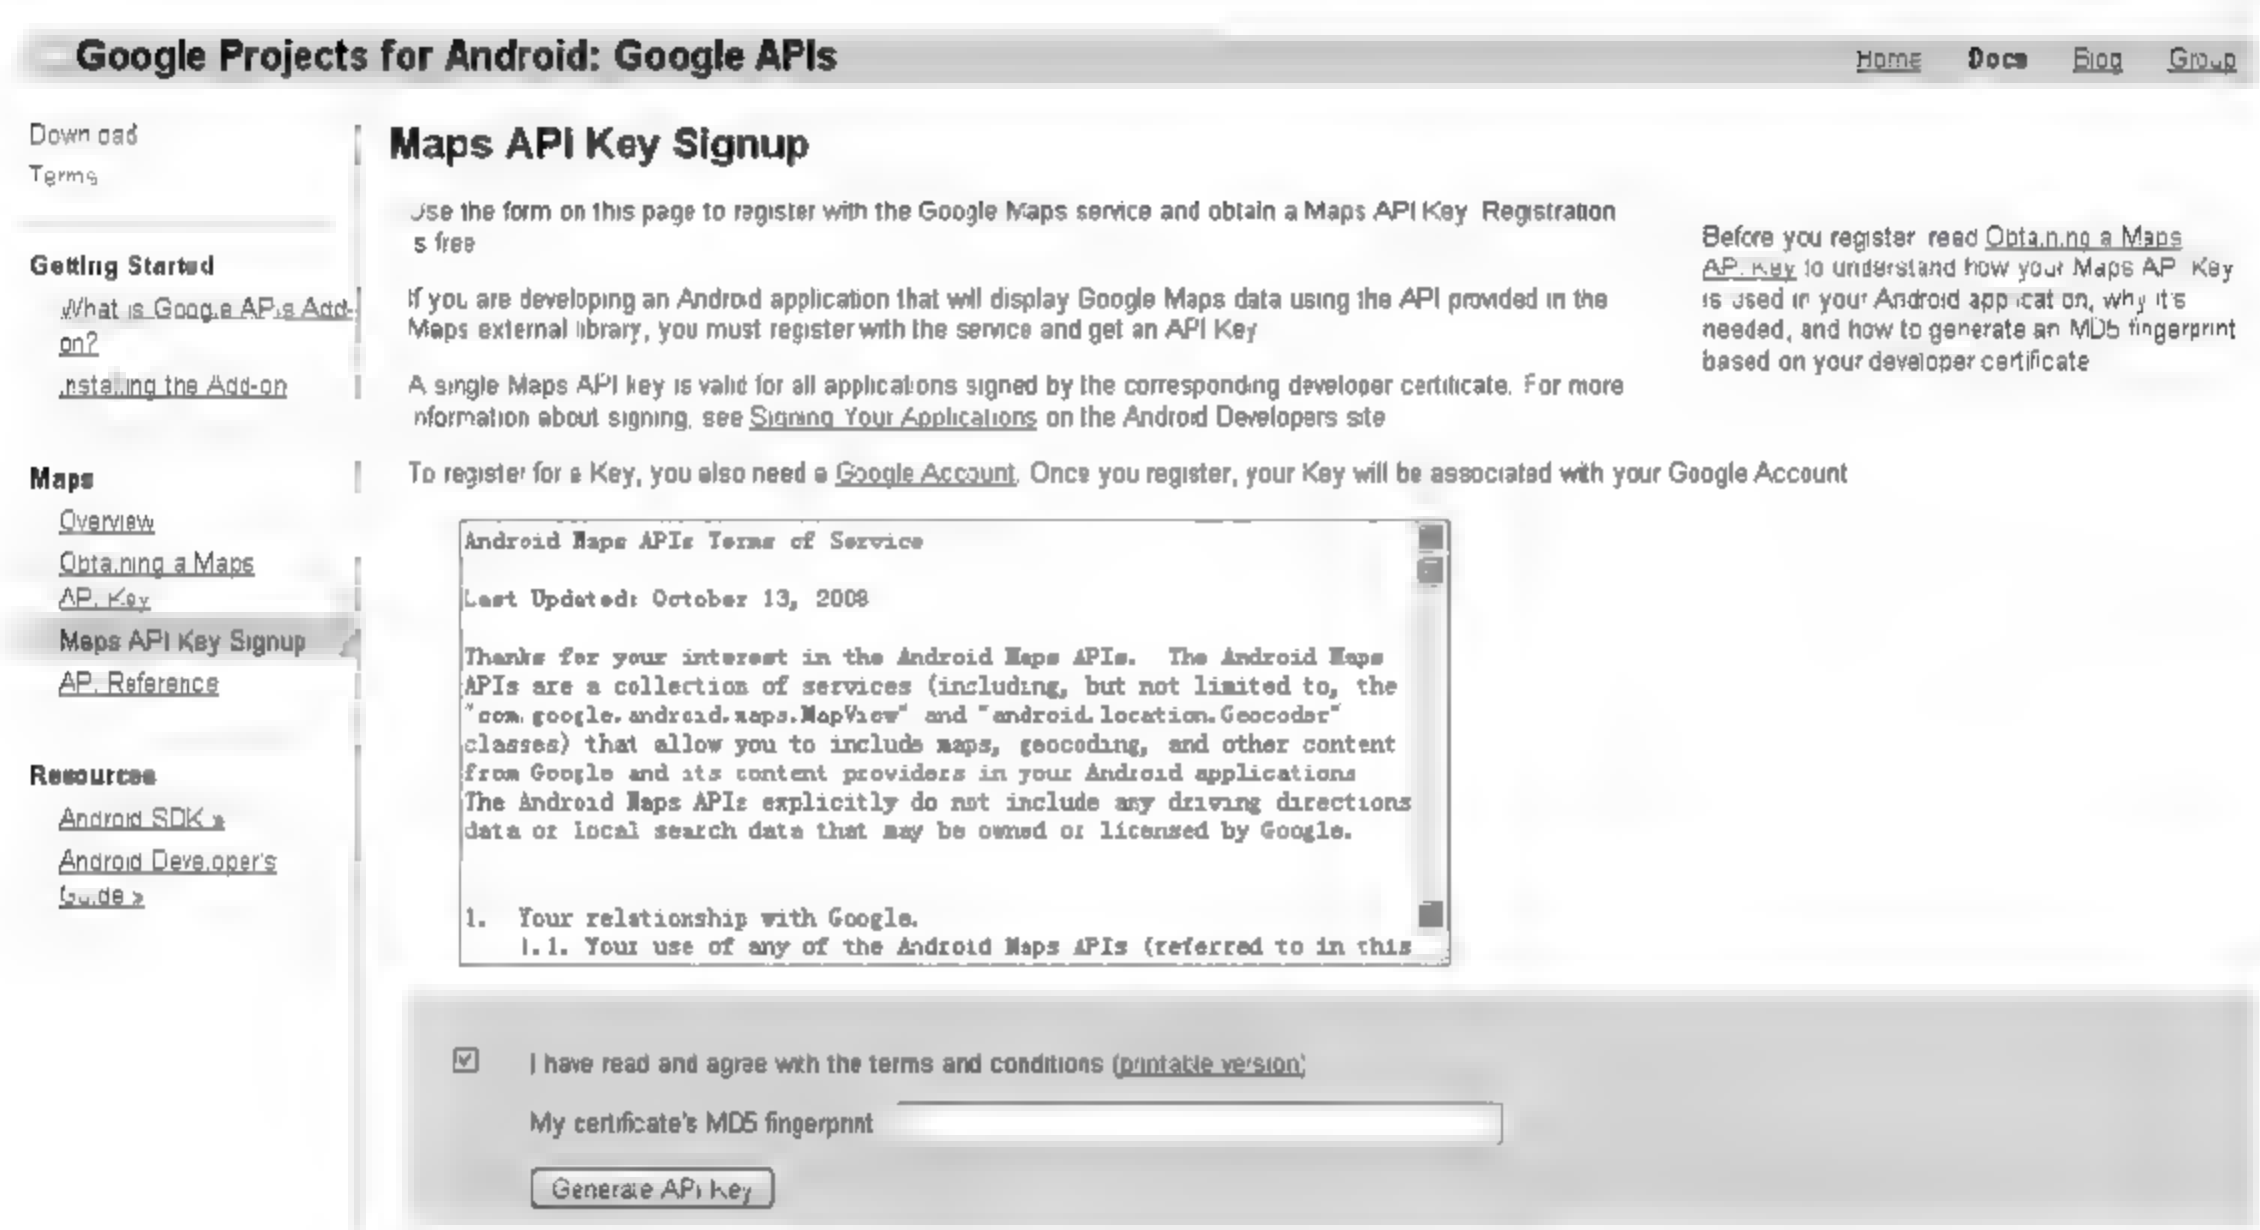 Google Projects for Android: Google APIs
Home Docs Blog Group
Download
Terms
Getting Started
What is Google APIs Add-
on?
Installing the Add-on
Maps
Overview
Obtaining a Maps
API Key
Maps API Key Signup
API Reference
Resources
Android SDK »
Android Developer's
Guide »
Maps API Key Signup
Use the form on this page to register with the Google Maps service and obtain a Maps API Key Registration
is free
If you are developing an Android application that will display Google Maps data using the API provided in the
Maps external library, you must register with the service and get an API Key
A single Maps API key is valid for all applications signed by the corresponding developer certificate. For more
information about signing, see Signing Your Applications on the Android Developers site
To register for a Key, you also need a Google Account. Once you register, your Key will be associated with your Google Account
Before you register read Obtaining a Maps
API Key to understand how your Maps API Key
is used in your Android application, why it's
needed, and how to generate an MD5 fingerprint
based on your developer certificate
Android Maps APIs Terms of Service
Last Updated: October 13, 2008
Thanks for your interest in the Android Maps APIs. The Android Maps
APIs are a collection of services (including, but not limited to, the
"com.google.android.maps.MapView" and "android.location.Geocoder"
classes) that allow you to include maps, geocoding, and other content
from Google and its content providers in your Android applications
The Android Maps APIs explicitly do not include any driving directions
data or local search data that may be owned or licensed by Google.
1. Your relationship with Google.
1.1. Your use of any of the Android Maps APIs (referred to in this
I have read and agree with the terms and conditions (printable version)
My certificate's MD5 fingerprint
Generate API Key